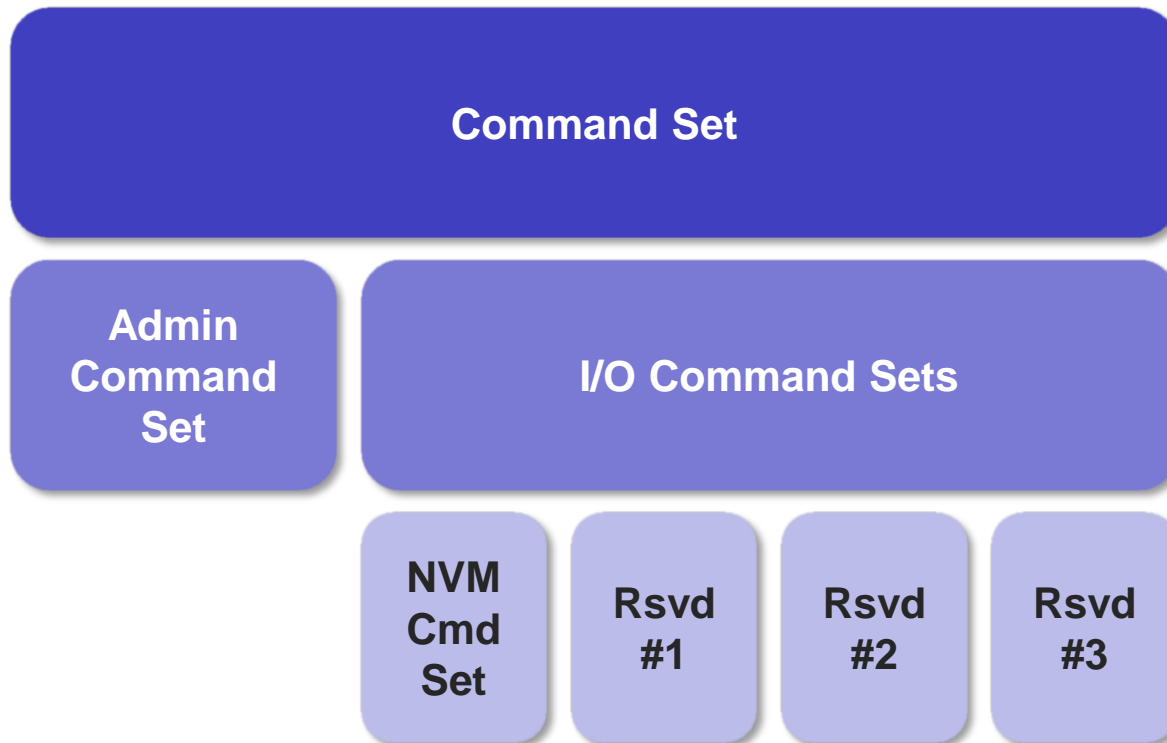 Command Set
Admin
Command
Set
I/O Command Sets
NVM
Cmd
Set
Rsvd
#1
Rsvd
#2
Rsvd
#3